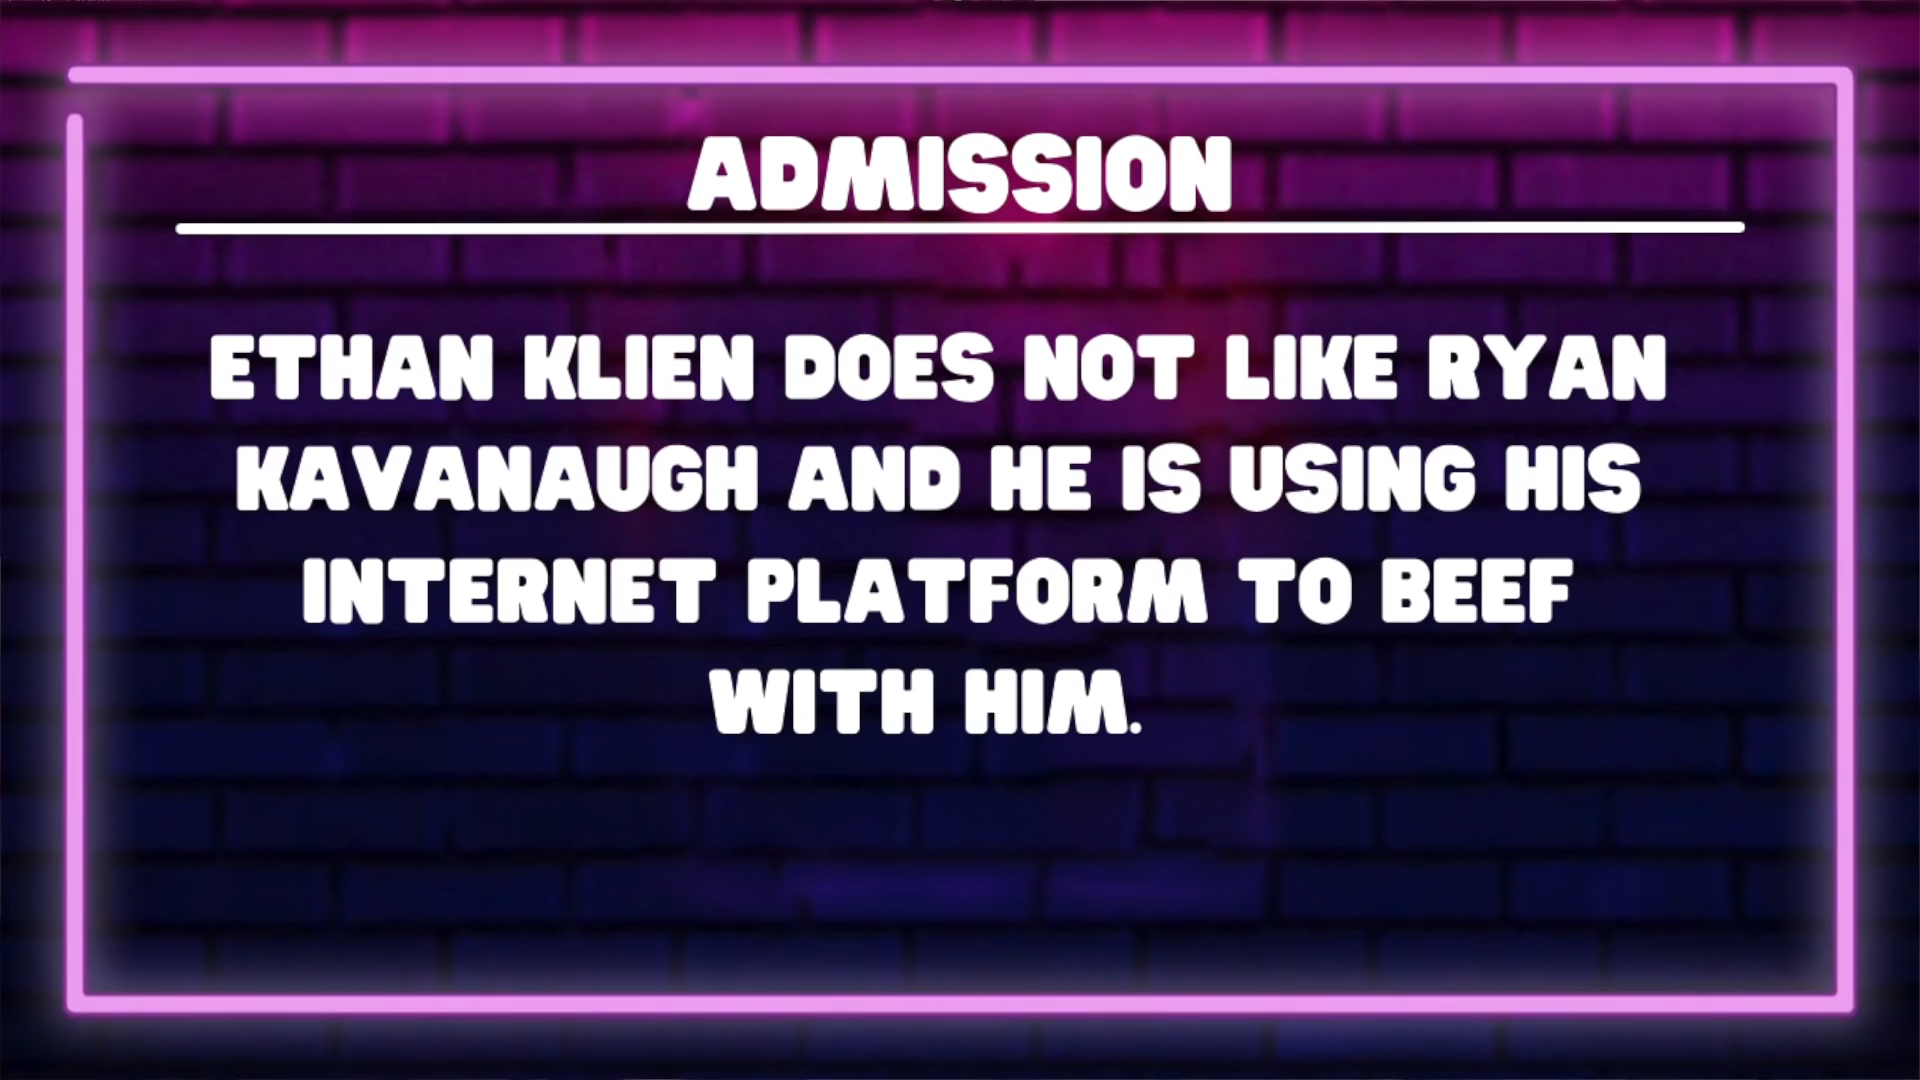 ADMISSION
ETHAN KLIEN DOES NOT LIKE RYAN
KAVANAUGH AND HE IS USING HIS
INTERNET PLATFORM TO BEEF
WITH HIM.